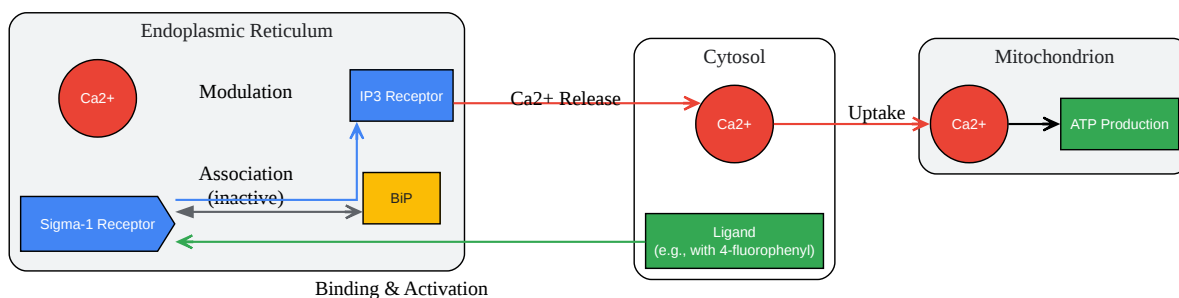 Endoplasmic Reticulum
Cytosol
Mitochondrion
Ca2+
Modulation
IP3 Receptor
Ca2+ Release
Ca2+
Uptake
Ca2+
ATP Production
Association
(inactive)
BiP
Sigma-1 Receptor
Ligand
(e.g., with 4-fluorophenyl)
Binding & Activation